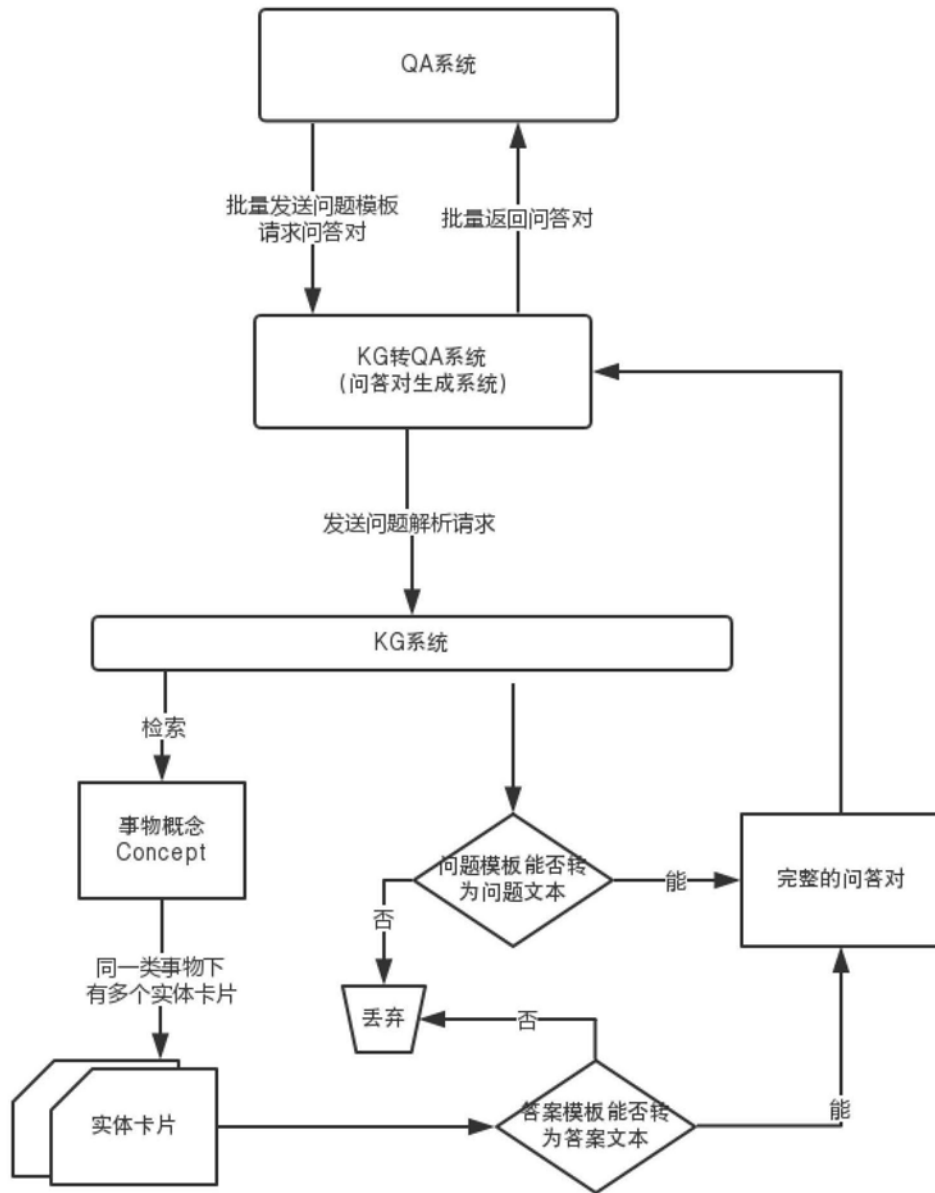 QA系统
批量发送问题模板
请求问答对
批量返回问答对
KG转QA系统
(问答对生成系统)
发送问题解析请求
KG系统
检索
事物概念
Concept
问题模板能否转
为问题文本
能
完整的问答对
否
同一类事物下
有多个实体卡片
丢弃
否
实体卡片
答案模板能否转
为答案文本
能